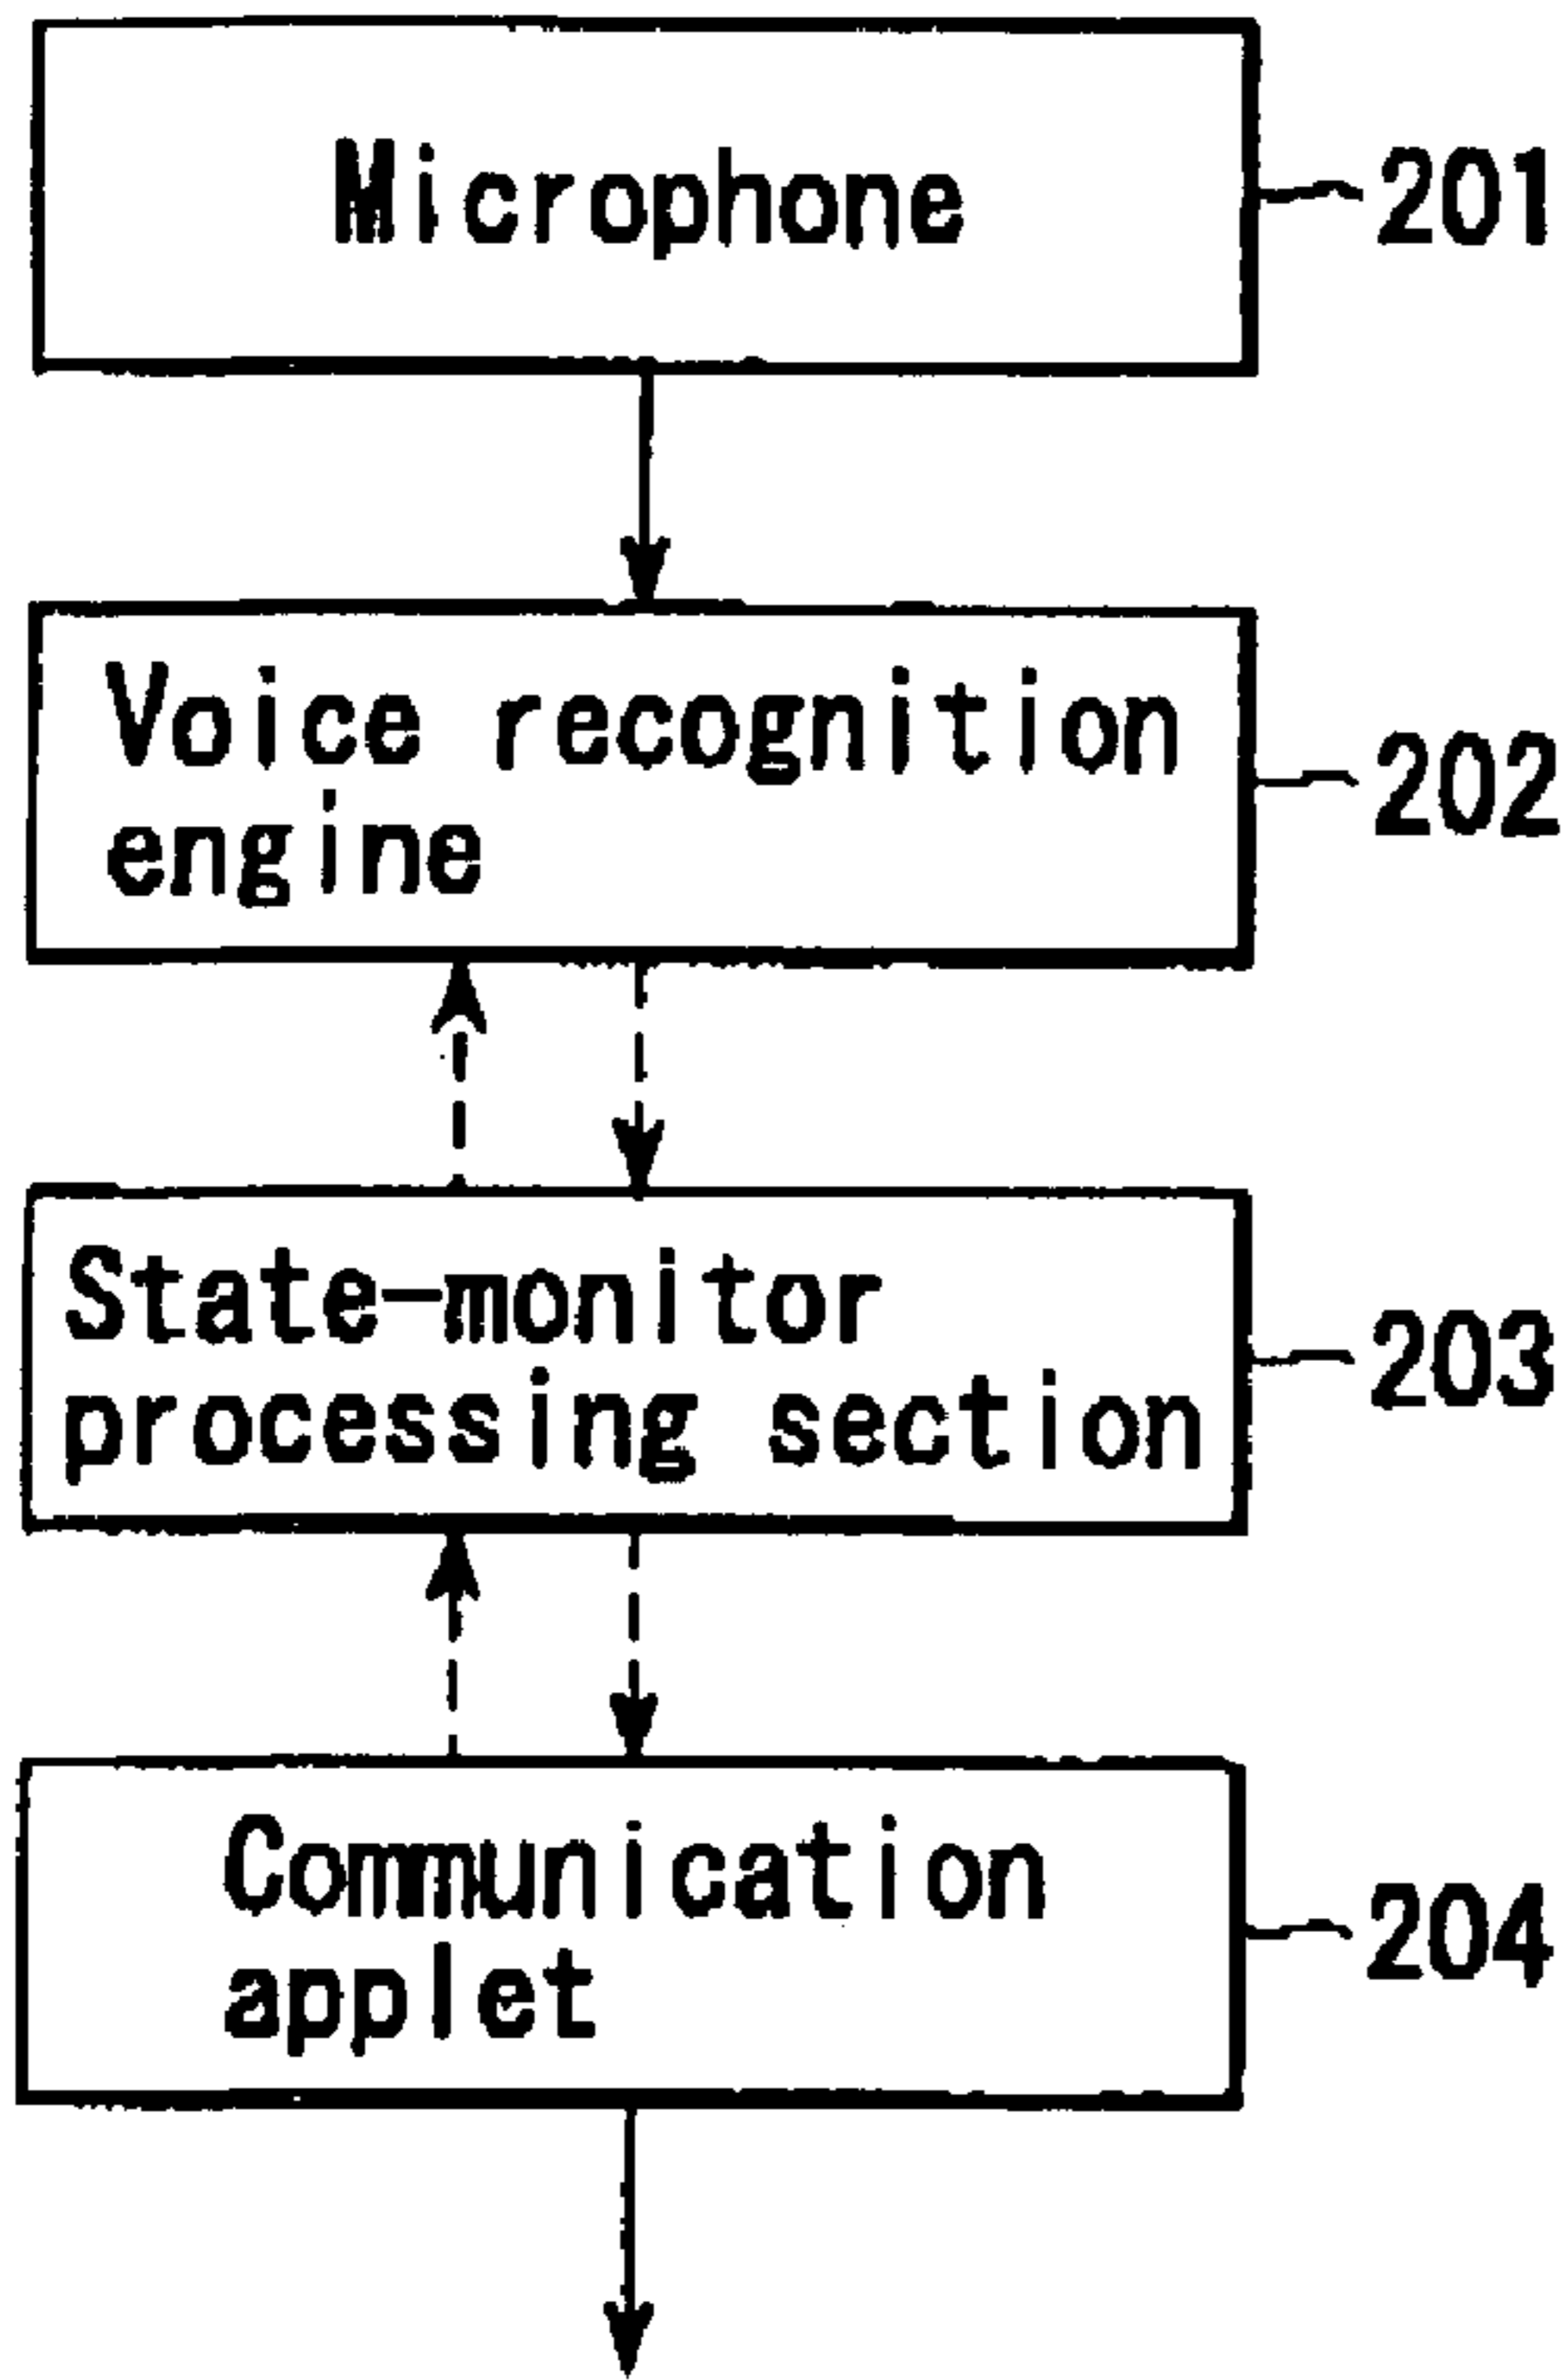 Microphone
201
Voice recognition
engine
202
State-monitor
processing section
203
Communication
applet
204